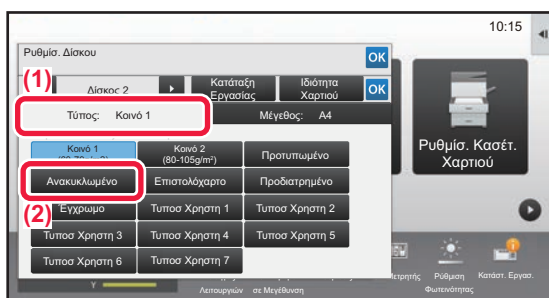 10:15
Ρυθμίσ. Δίσκου
OK
(1)
Δίσκος 2
Κατάταξη Εργασίας
Ιδιότητα Χαρτιού
OK
Τύπος: Κοινό 1
Μέγεθος: A4
Κοινό 1
Κοινό 2
(80-105g/m²)
Προτυπωμένο
Ανακυκλωμένο
Επιστολόχαρτο
Προδιατρημένο
(2)
Έγχρωμο
Τυποσ Χρηστη 1
Τυποσ Χρηστη 2
Τυποσ Χρηστη 3
Τυποσ Χρηστη 4
Τυποσ Χρηστη 5
Τυποσ Χρηστη 6
Τυποσ Χρηστη 7
Ρυθμίσ. Κασέτ.
Χαρτιού
Y
Λειτουργιών
σε Μεγέθυνση
Ρύθμιση
Φωτεινότητας
Κατάστ. Εργασ.